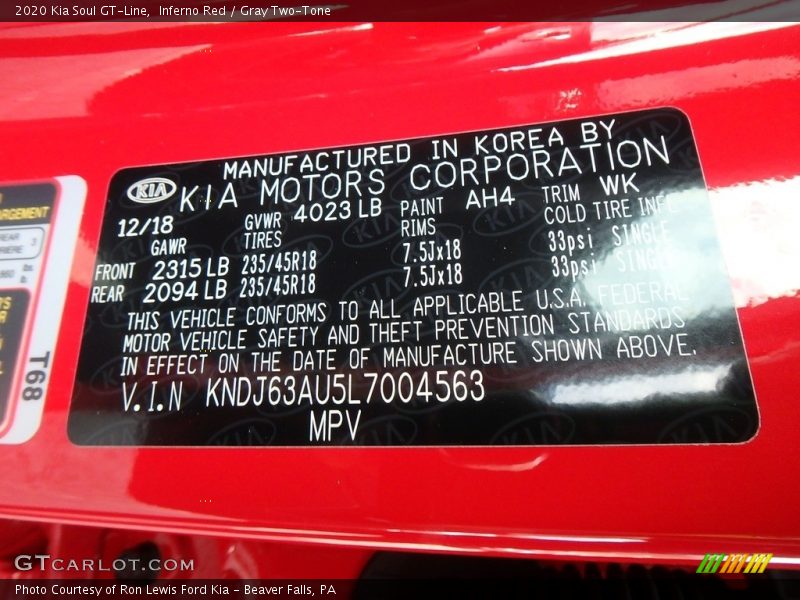 2020 Kia Soul GT-Line, Inferno Red / Gray Two-Tone
MANUFACTURED IN KOREA BY
KIA KIA MOTORS CORPORATION
12/18 GVWR 4023 LB PAINT AH4 TRIM WK
GAWR TIRES RIMS COLD TIRE INF
FRONT 2315 LB 235/45R18 7.5Jx18 33psi SINGLE
REAR 2094 LB 235/45R18 7.5Jx18 33psi SINGLE
THIS VEHICLE CONFORMS TO ALL APPLICABLE U.S.A. FEDERAL
MOTOR VEHICLE SAFETY AND THEFT PREVENTION STANDARDS
IN EFFECT ON THE DATE OF MANUFACTURE SHOWN ABOVE.
V.I.N KNDJ63AU5L7004563
MPV
REAR 3
T68
GTCARLOT.COM
Photo Courtesy of Ron Lewis Ford Kia - Beaver Falls, PA